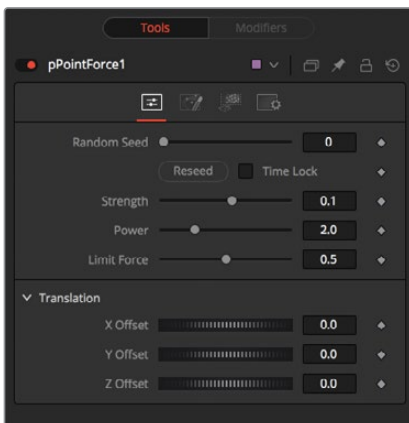 Tools Modifiers
pPointForce1
Random Seed 0
Reseed Time Lock
Strength 0.1
Power 2.0
Limit Force 0.5
Translation
X Offset 0.0
Y Offset 0.0
Z Offset 0.0